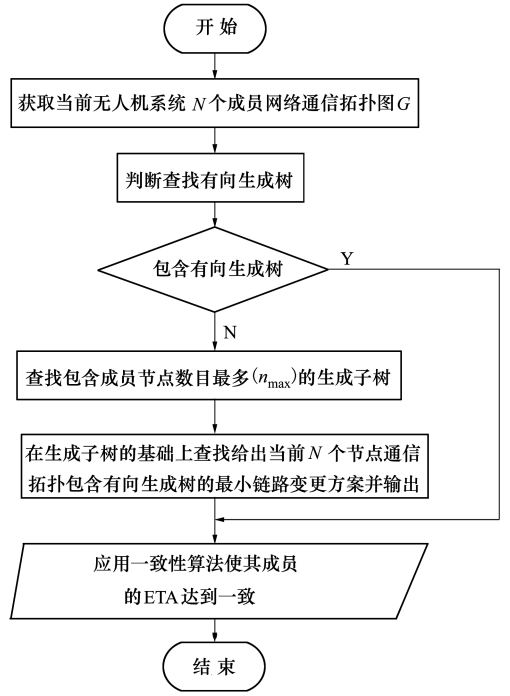 开 始
获取当前无人机系统 N 个成员网络通信拓扑图G
判断查找有向生成树
包含有向生成树
Y
N
查找包含成员节点数目最多(nmax)的生成子树
在生成子树的基础上查找给出当前 N 个节点通信
拓扑包含有向生成树的最小链路变更方案并输出
应用一致性算法使其成员
的ETA达到一致
结 束